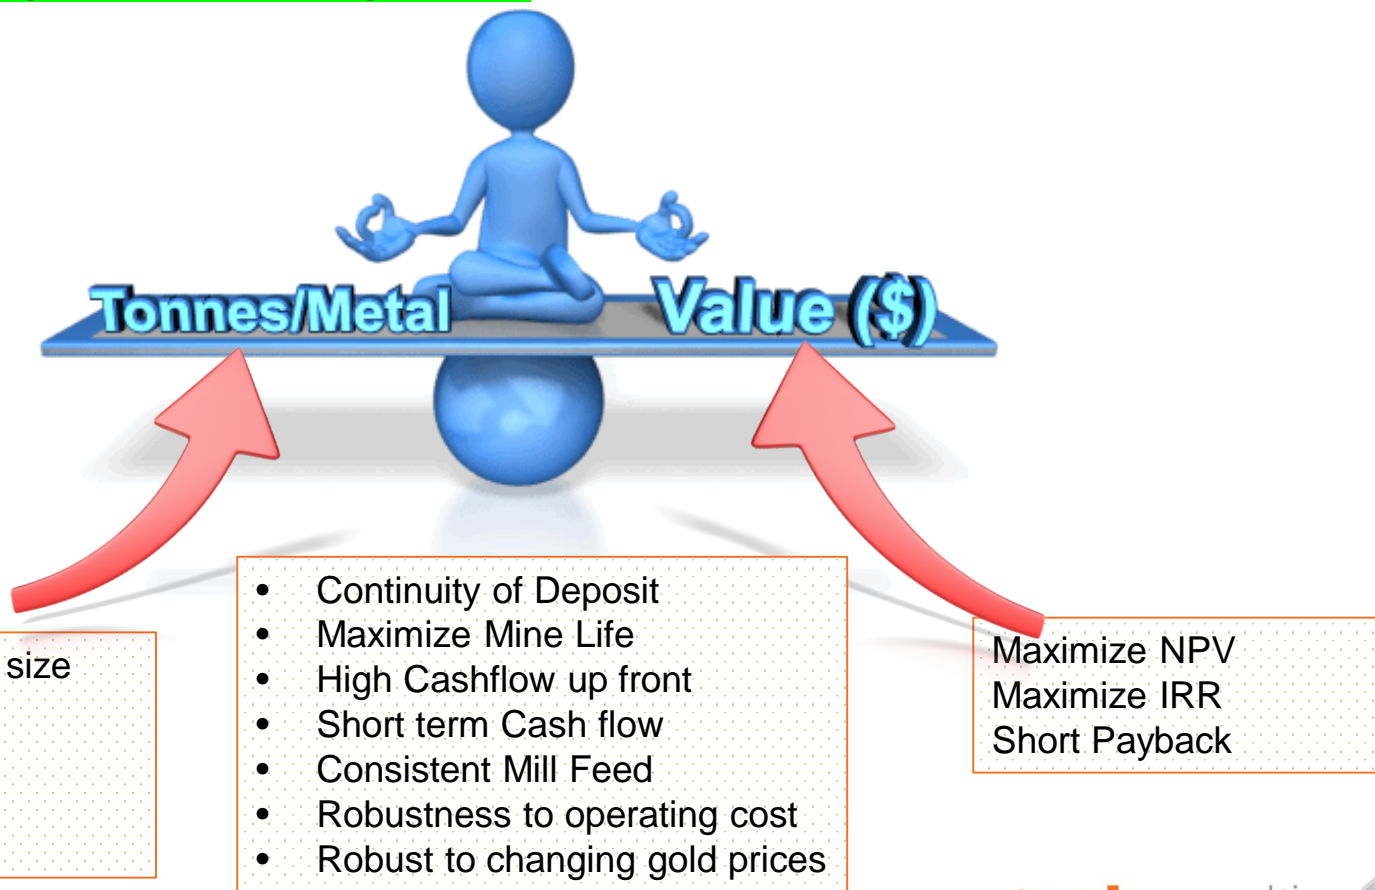 Tonnes/Metal
Value ($)
size
• Continuity of Deposit
• Maximize Mine Life
• High Cashflow up front
• Short term Cash flow
• Consistent Mill Feed
• Robustness to operating cost
• Robust to changing gold prices
Maximize NPV
Maximize IRR
Short Payback